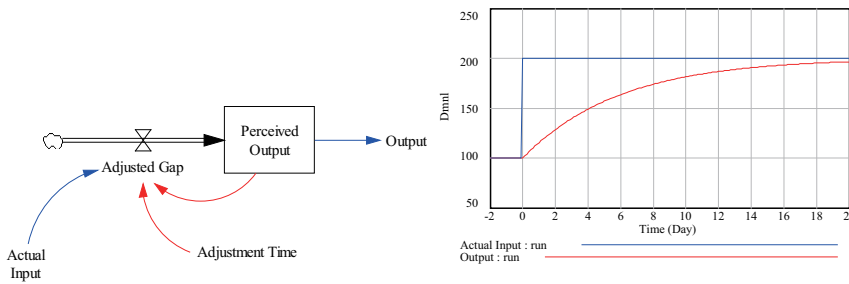 Perceived
Output
Output
Adjusted Gap
Adjustment Time
Actual
Input
250
200
150
100
50
Dmnl
-2 0 2 4 6 8 10 12 14 16 18 20
Time (Day)
Actual Input : run
Output : run